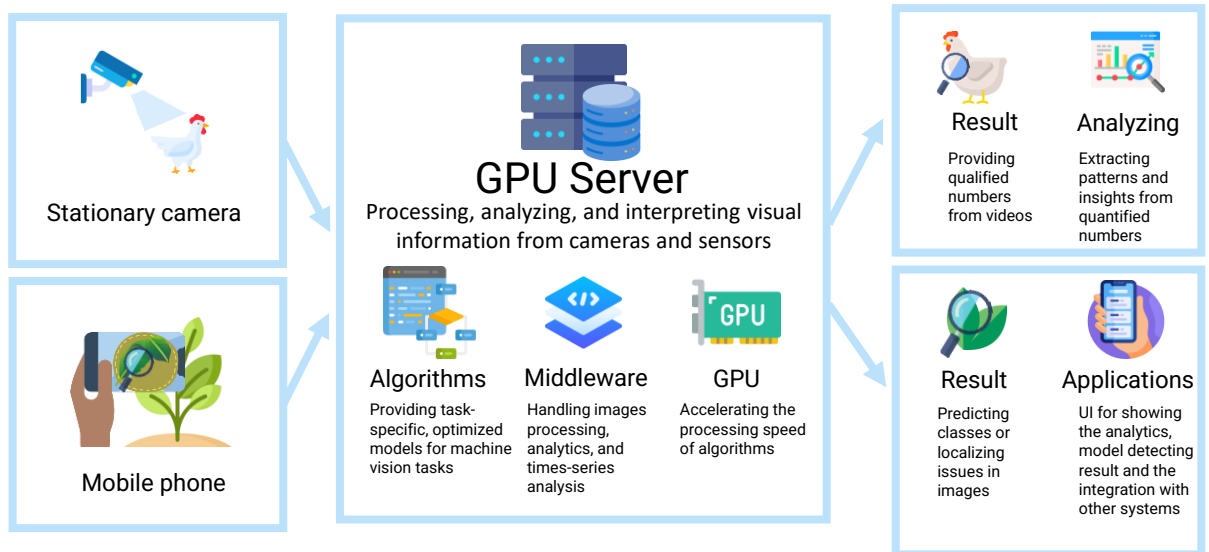 Stationary camera
Mobile phone
GPU Server
Processing, analyzing, and interpreting visual
information from cameras and sensors
Algorithms
Providing task-
specific, optimized
models for machine
vision tasks
Middleware
Handling images
processing,
analytics, and
times-series
analysis
GPU
GPU
Accelerating the
processing speed
of algorithms
Result
Providing
qualified
numbers
from videos
Analyzing
Extracting
patterns and
insights from
quantified
numbers
Result
Predicting
classes or
localizing
issues in
images
Applications
UI for showing
the analytics,
model detecting
result and the
integration with
other systems